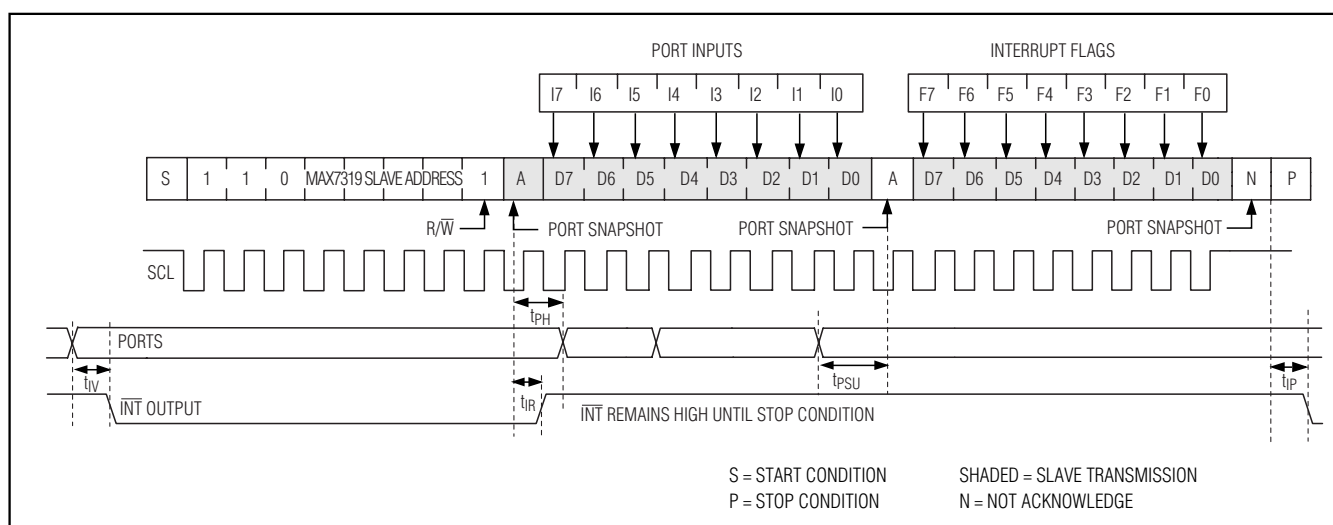 PORT INPUTS INTERRUPT FLAGS
I7 I6 I5 I4 I3 I2 I1 I0 F7 F6 F5 F4 F3 F2 F1 F0
S 1 1 0 MAX7319 SLAVE ADDRESS 1 A D7 D6 D5 D4 D3 D2 D1 D0 A D7 D6 D5 D4 D3 D2 D1 D0 N P
R/W̅ PORT SNAPSHOT PORT SNAPSHOT PORT SNAPSHOT
SCL
tPH
PORTS
tIV tIR tPSU tIP
I̅N̅T̅ OUTPUT I̅N̅T̅ REMAINS HIGH UNTIL STOP CONDITION
S = START CONDITION SHADED = SLAVE TRANSMISSION
P = STOP CONDITION N = NOT ACKNOWLEDGE